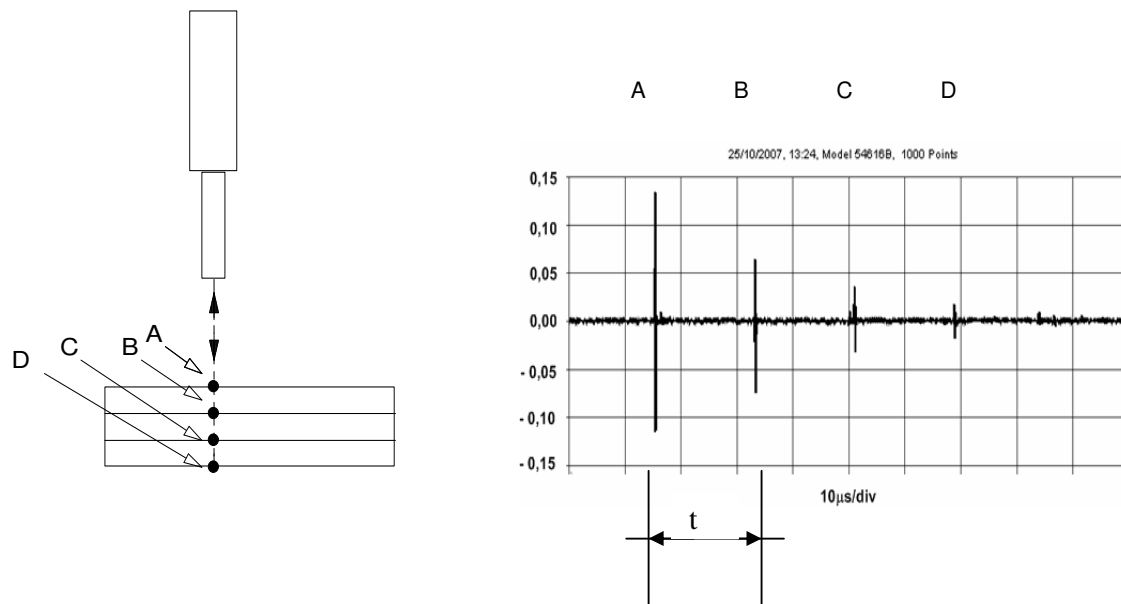 A B C D
25/10/2007, 13:24, Model 54616B, 1000 Points
0,15
0,10
0,05
0,00
- 0,05
- 0,10
- 0,15
10µs/div
t
A
B
C
D